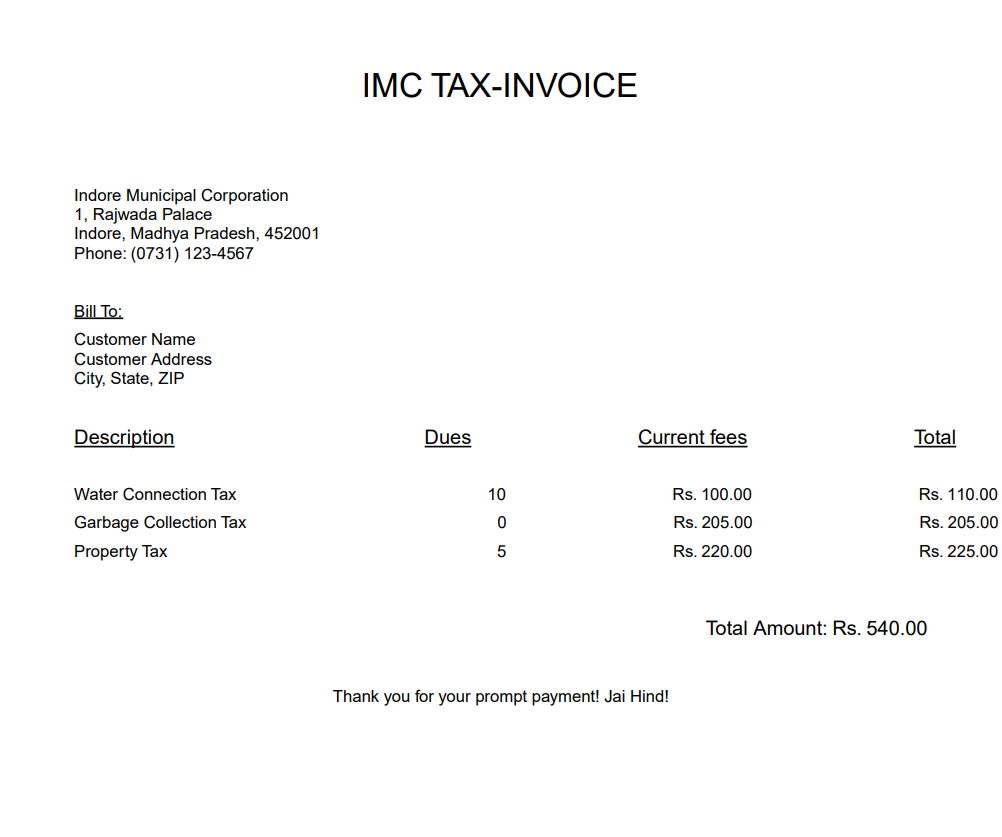 IMC TAX-INVOICE
Indore Municipal Corporation
1, Rajwada Palace
Indore, Madhya Pradesh, 452001
Phone: (0731) 123-4567
Bill To:
Customer Name
Customer Address
City, State, ZIP
Description Dues Current fees Total
Water Connection Tax 10 Rs. 100.00 Rs. 110.00
Garbage Collection Tax 0 Rs. 205.00 Rs. 205.00
Property Tax 5 Rs. 220.00 Rs. 225.00
Total Amount: Rs. 540.00
Thank you for your prompt payment! Jai Hind!